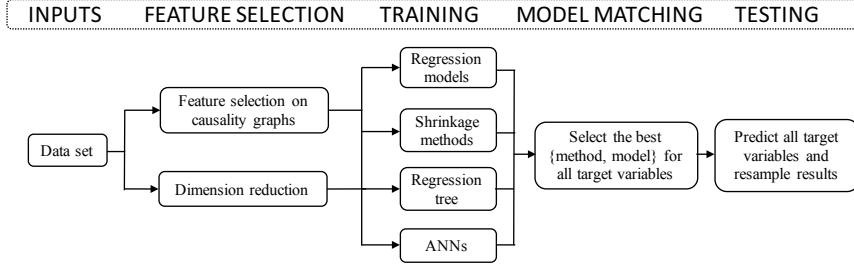 INPUTS FEATURE SELECTION TRAINING MODEL MATCHING TESTING
Data set
Feature selection on
causality graphs
Dimension reduction
Regression
models
Shrinkage
methods
Regression
tree
ANNs
Select the best
{method, model} for
all target variables
Predict all target
variables and
resample results